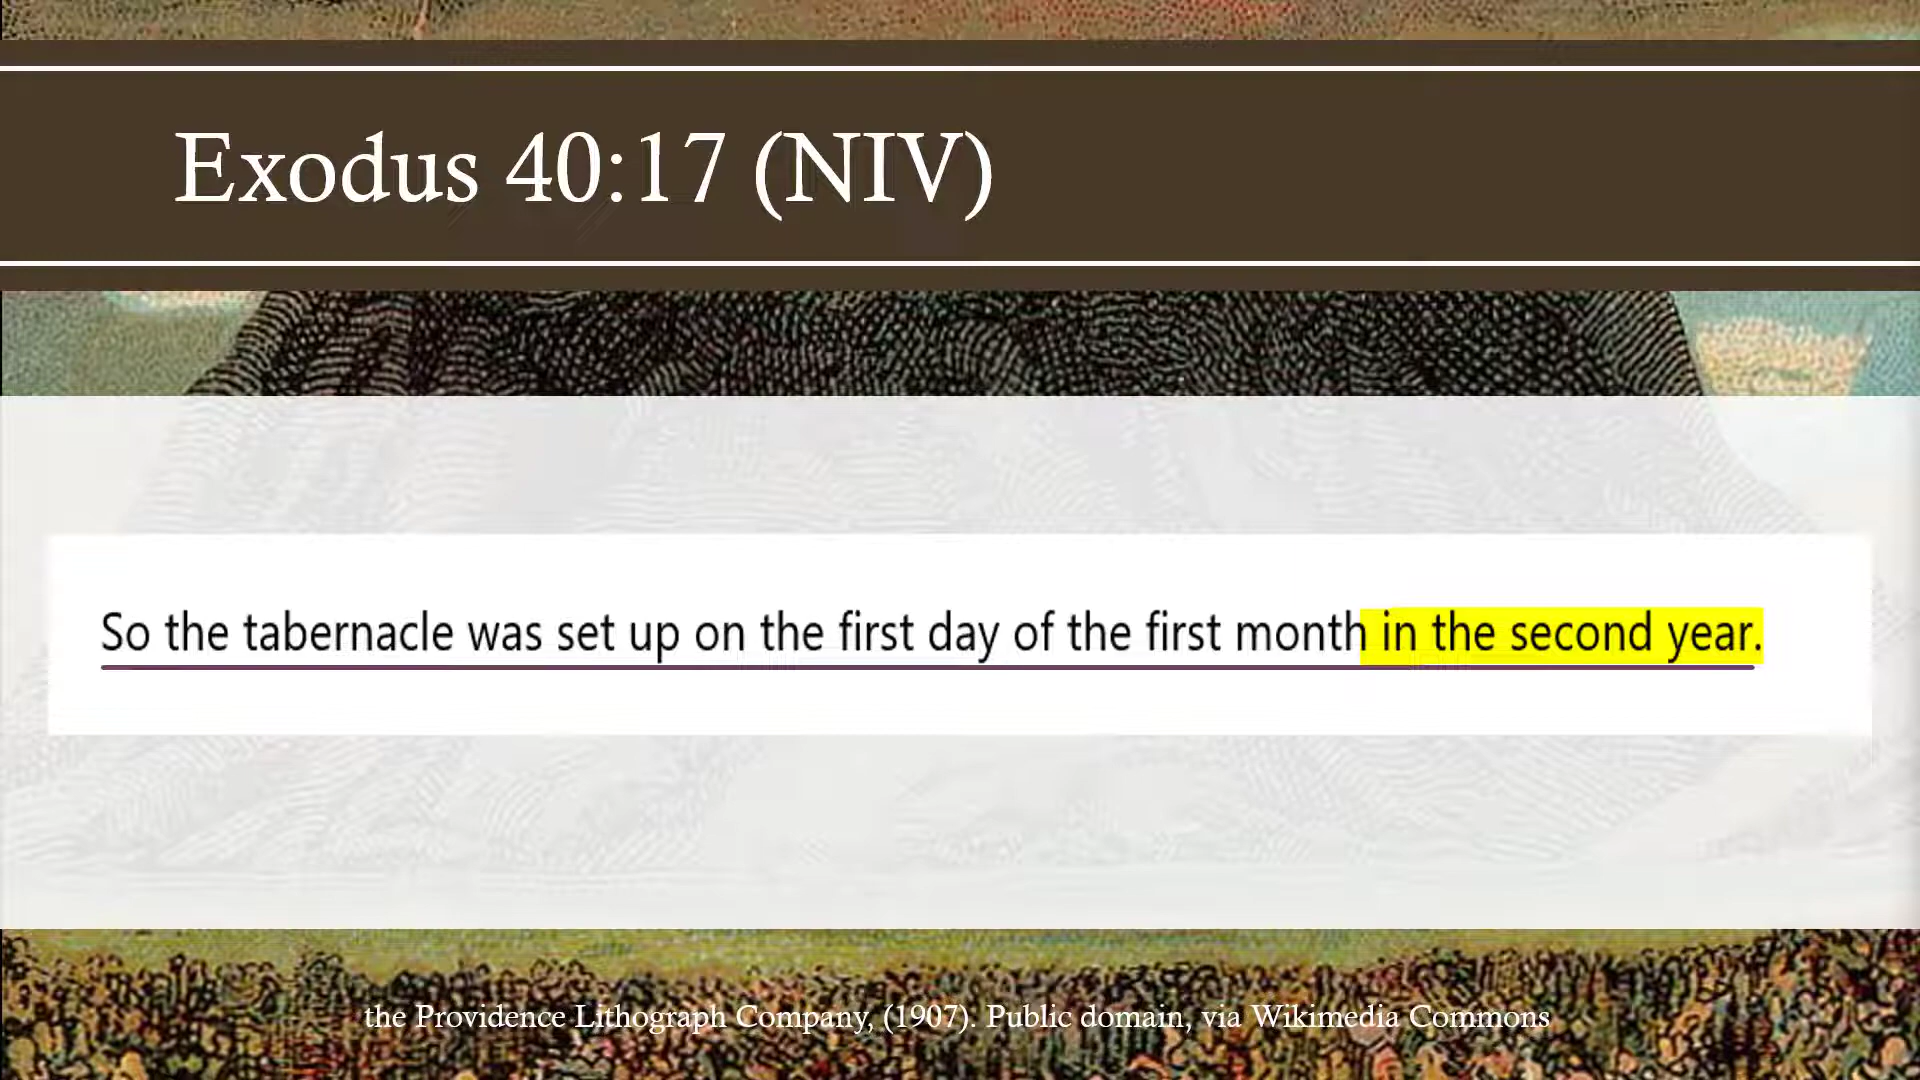 Exodus 40:17 (NIV)
So the tabernacle was set up on the first day of the first month in the second year.
the Providence Lithograph Company, (1907). Public domain, via Wikimedia Commons